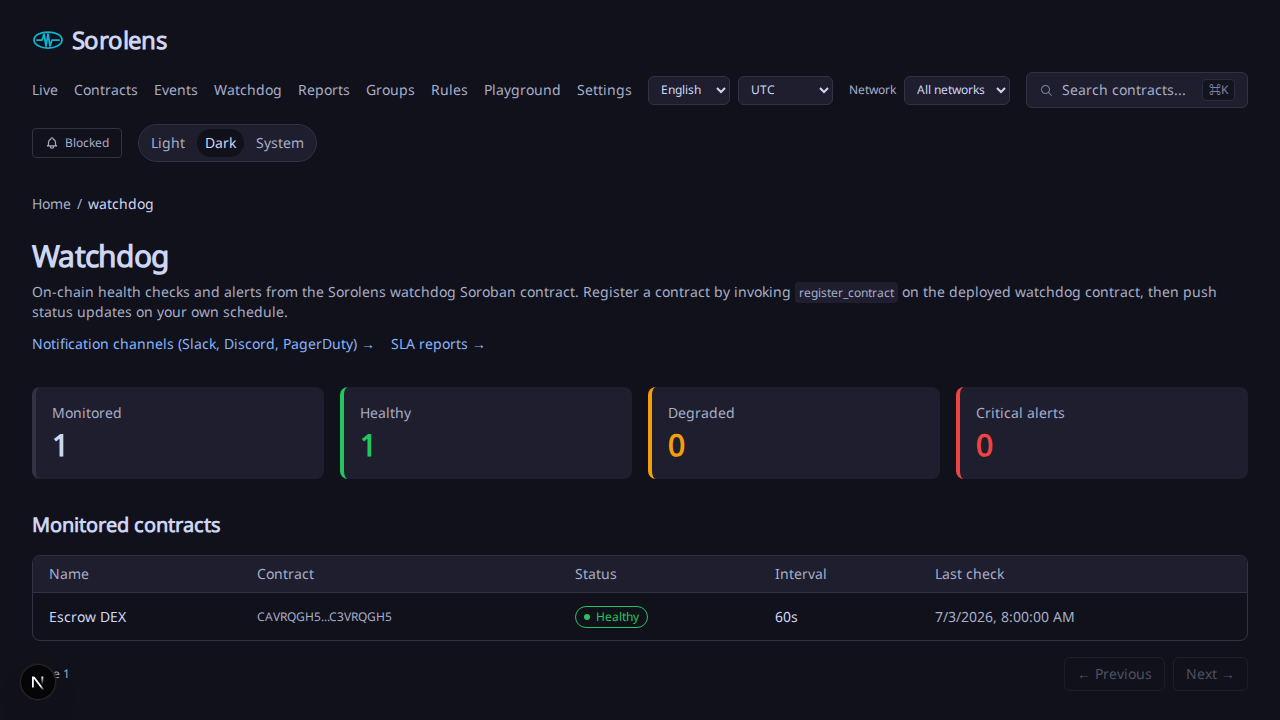 Sorolens
Live Contracts Events Watchdog Reports Groups Rules Playground Settings English UTC Network All networks Search contracts... ⌘K
Blocked Light Dark System
Home / watchdog
Watchdog
On-chain health checks and alerts from the Sorolens watchdog Soroban contract. Register a contract by invoking register_contract on the deployed watchdog contract, then push
status updates on your own schedule.
Notification channels (Slack, Discord, PagerDuty) → SLA reports →
Monitored Healthy Degraded Critical alerts
1 1 0 0
Monitored contracts
Name Contract Status Interval Last check
Escrow DEX CAVRQGH5…C3VRQGH5 Healthy 60s 7/3/2026, 8:00:00 AM
N 1 ← Previous Next →